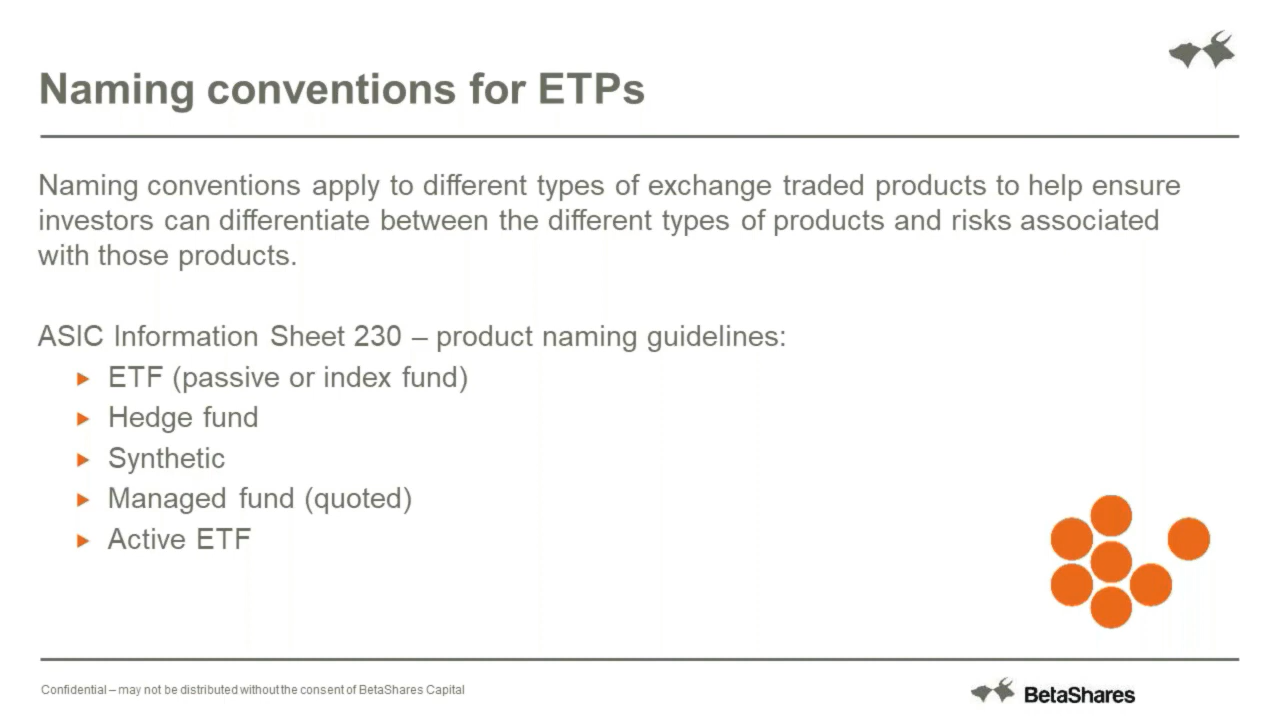 Naming conventions for ETPs
Naming conventions apply to different types of exchange traded products to help ensure
investors can differentiate between the different types of products and risks associated
with those products.
ASIC Information Sheet 230 – product naming guidelines:
ETF (passive or index fund)
Hedge fund
Synthetic
Managed fund (quoted)
Active ETF
Confidential – may not be distributed without the consent of BetaShares Capital
BetaShares